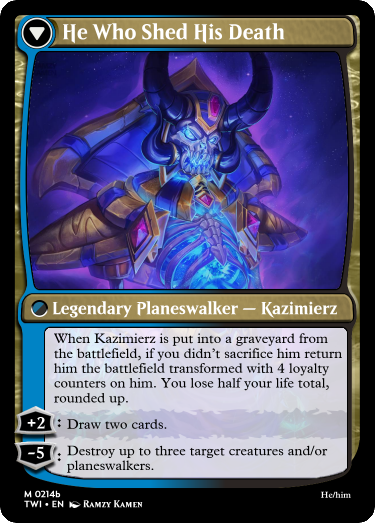 He Who Shed His Death
Legendary Planeswalker — Kazimierz
When Kazimierz is put into a graveyard from
the battlefield, if you didn't sacrifice him return
him the battlefield transformed with 4 loyalty
counters on him. You lose half your life total,
rounded up.
+2: Draw two cards.
-5: Destroy up to three target creatures and/or
planeswalkers.
M 0214b
TWI • EN Ramzy Kamen
He/him